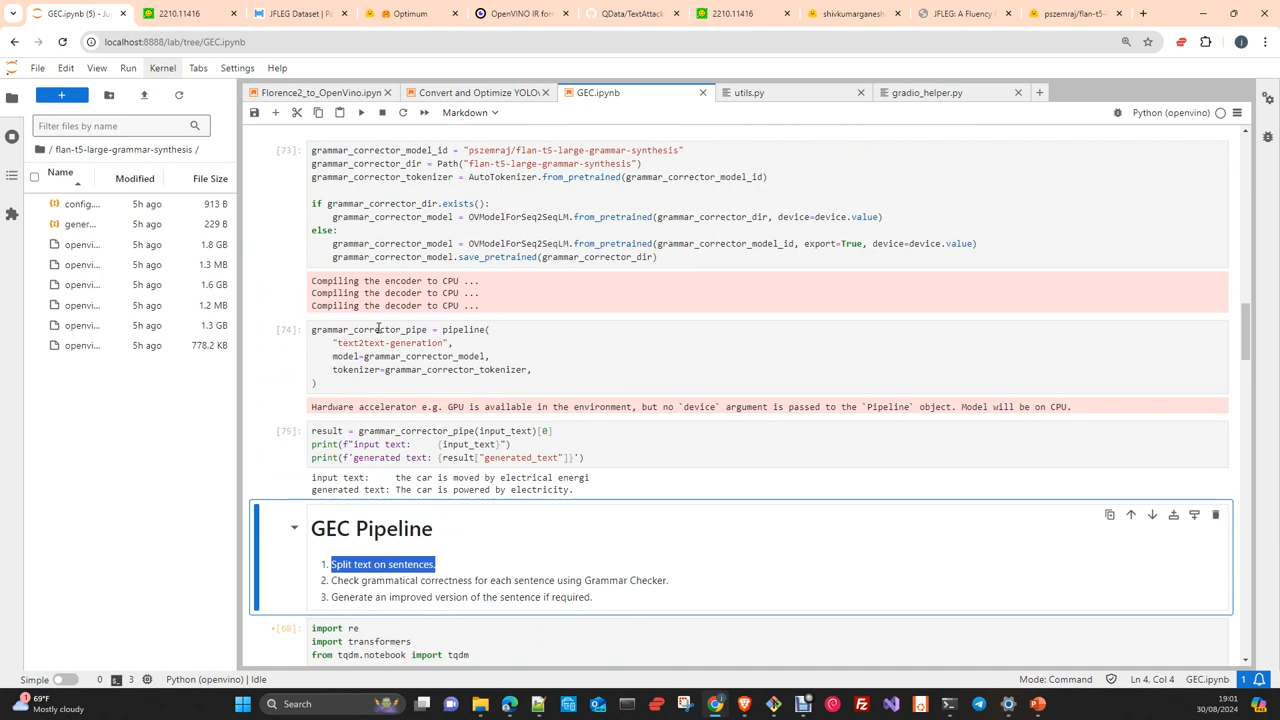 GEC.ipynb (5) - Jupyter
2210.11416
JFLEG Dataset | Pa
Optimum
OpenVINO IR for
QData/TextAttack
2210.11416
shivkumarganesh
JFLEG: A Fluency
pszemraj/flan-t5-
localhost:8888/lab/tree/GEC.ipynb
File Edit View Run Kernel Tabs Settings Help
Florence2_to_OpenVino.ipyn
Convert and Optimize YOLO
GEC.ipynb
utils.py
gradio_helper.py
Markdown
Python (openvino)
Filter files by name
/ flan-t5-large-grammar-synthesis /
Name Modified File Size
config.... 5h ago 913 B
gener... 5h ago 229 B
openvi... 5h ago 1.8 GB
openvi... 5h ago 1.3 MB
openvi... 5h ago 1.6 GB
openvi... 5h ago 1.2 MB
openvi... 5h ago 1.3 GB
openvi... 5h ago 778.2 KB
[73]: grammar_corrector_model_id = "pszemraj/flan-t5-large-grammar-synthesis"
grammar_corrector_dir = Path("flan-t5-large-grammar-synthesis")
grammar_corrector_tokenizer = AutoTokenizer.from_pretrained(grammar_corrector_model_id)
if grammar_corrector_dir.exists():
grammar_corrector_model = OVModelForSeq2SeqLM.from_pretrained(grammar_corrector_dir, device=device.value)
else:
grammar_corrector_model = OVModelForSeq2SeqLM.from_pretrained(grammar_corrector_model_id, export=True, device=device.value)
grammar_corrector_model.save_pretrained(grammar_corrector_dir)
Compiling the encoder to CPU ...
Compiling the decoder to CPU ...
Compiling the decoder to CPU ...
[74]: grammar_corrector_pipe = pipeline(
"text2text-generation",
model=grammar_corrector_model,
tokenizer=grammar_corrector_tokenizer,
)
Hardware accelerator e.g. GPU is available in the environment, but no `device` argument is passed to the `Pipeline` object. Model will be on CPU.
[75]: result = grammar_corrector_pipe(input_text)[0]
print(f"input text: {input_text}")
print(f'generated text: {result["generated_text"]}')
input text: the car is moved by electrical energi
generated text: The car is powered by electricity.
GEC Pipeline
1. Split text on sentences.
2. Check grammatical correctness for each sentence using Grammar Checker.
3. Generate an improved version of the sentence if required.
[68]: import re
import transformers
from tqdm.notebook import tqdm
Simple 0 3 Python (openvino) | Idle
Mode: Command Ln 4, Col 4 GEC.ipynb 1
69°F
Mostly cloudy
Search
19:01
30/08/2024